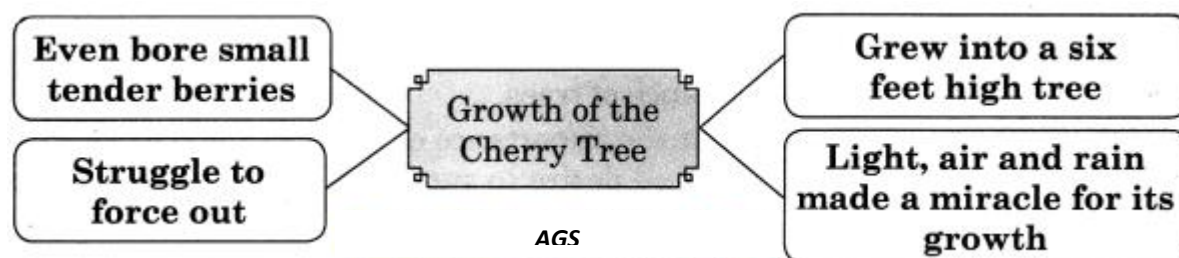 Even bore small
tender berries
Struggle to
force out
Growth of the
Cherry Tree
Grew into a six
feet high tree
Light, air and rain
made a miracle for its
growth
AGS